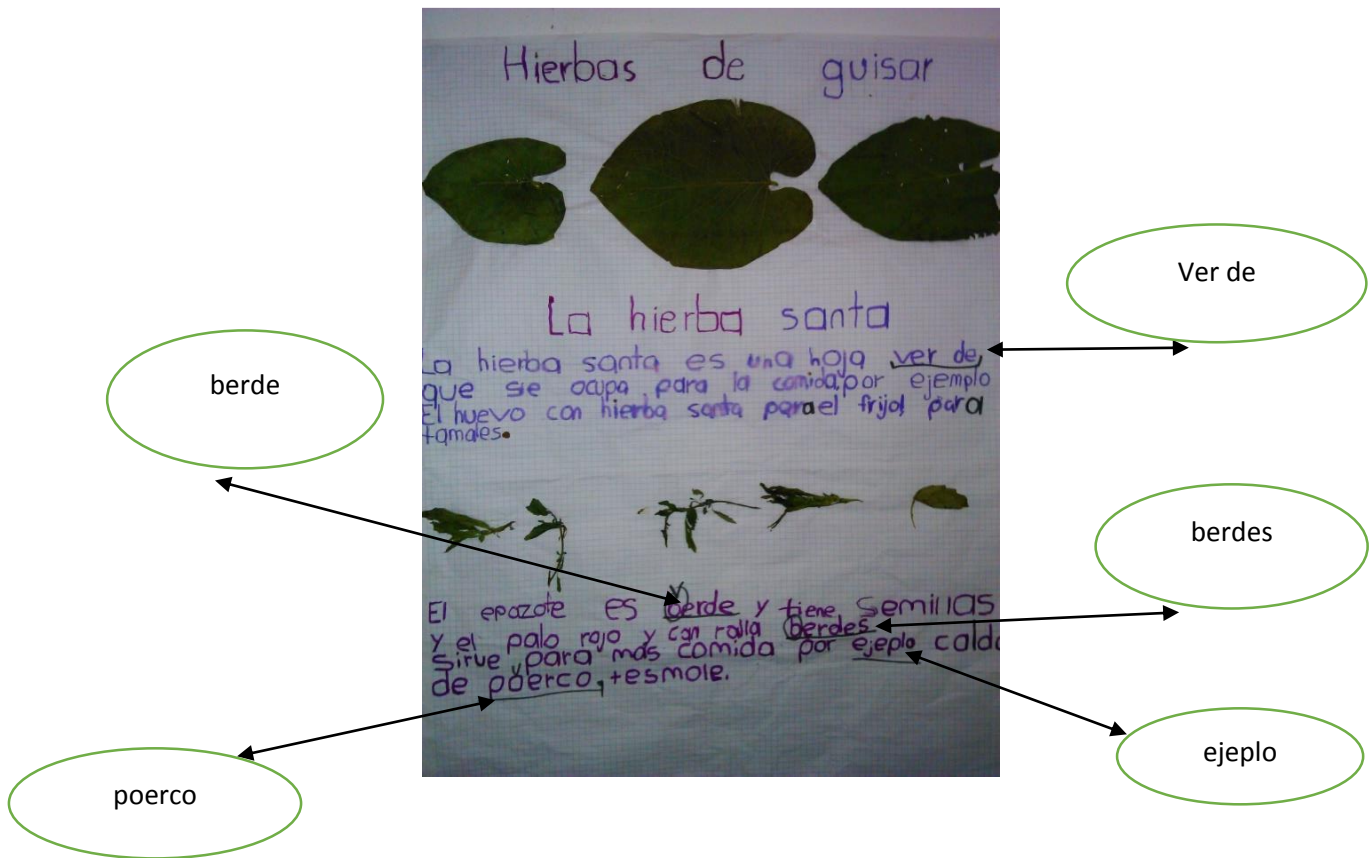 Hierbas de guisar
La hierba santa
La hierba santa es una hoja ver de,
que se ocupa para la comida por ejemplo
El huevo con hierba santa para el frijol para
tamales.
El epazote es berde y tiene semillas
y el palo rojo y con ralla berdes
sirve para mas comida por ejeplo caldo
de poerco, tesmole.
Ver de
berde
berdes
ejeplo
poerco